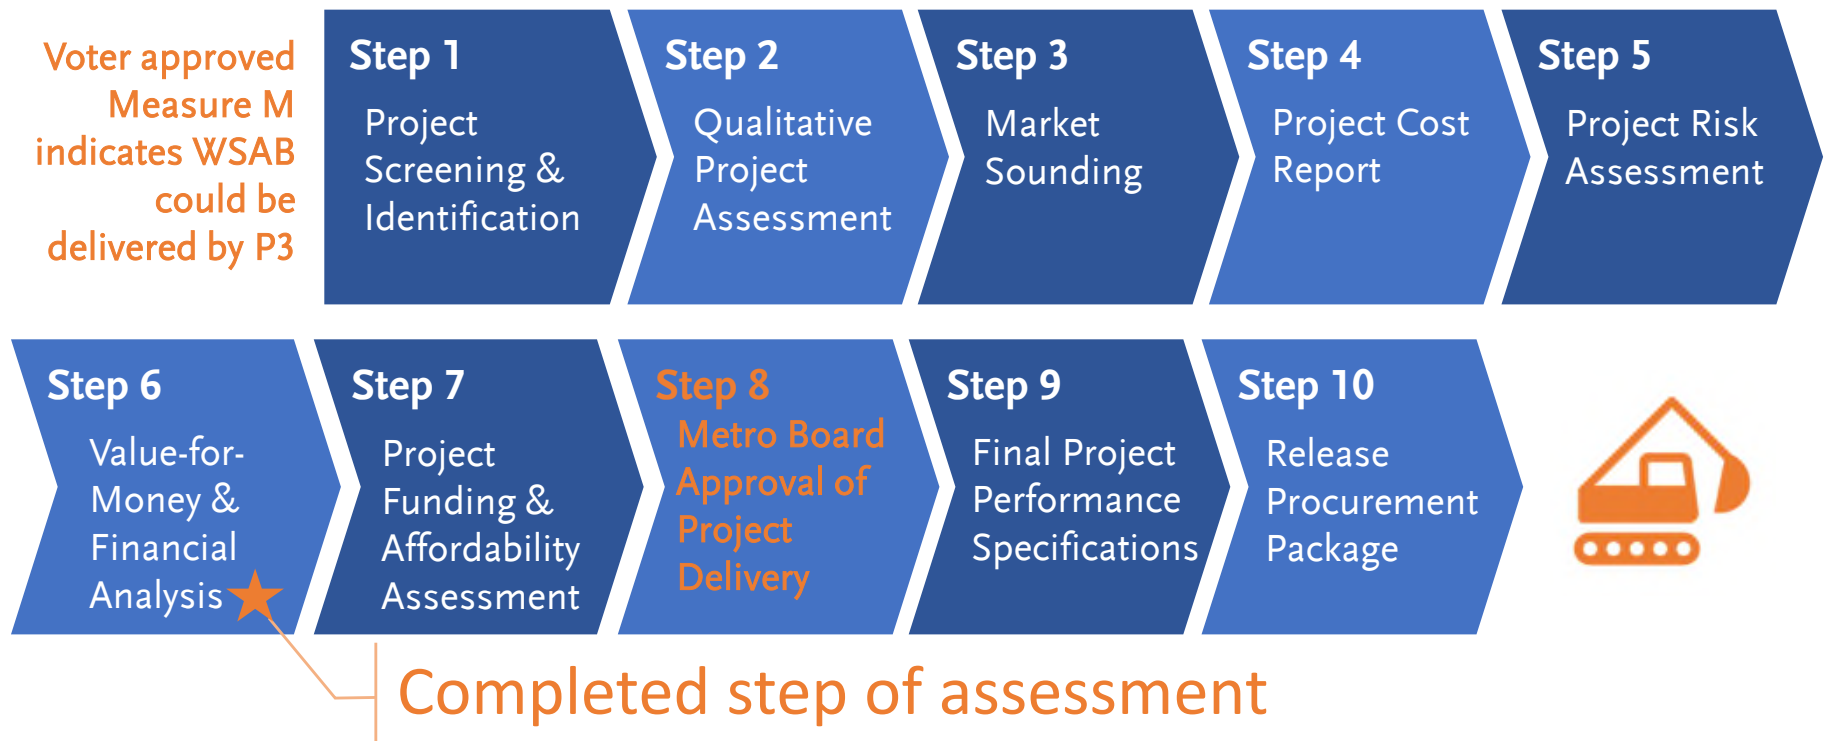 Voter approved
Measure M
indicates WSAB
could be
delivered by P3
Step 1
Project
Screening &
Identification
Step 2
Qualitative
Project
Assessment
Step 3
Market
Sounding
Step 4
Project Cost
Report
Step 5
Project Risk
Assessment
Step 6
Value-for-
Money &
Financial
Analysis
Step 7
Project
Funding &
Affordability
Assessment
Step 8
Metro Board
Approval of
Project
Delivery
Step 9
Final Project
Performance
Specifications
Step 10
Release
Procurement
Package
Completed step of assessment